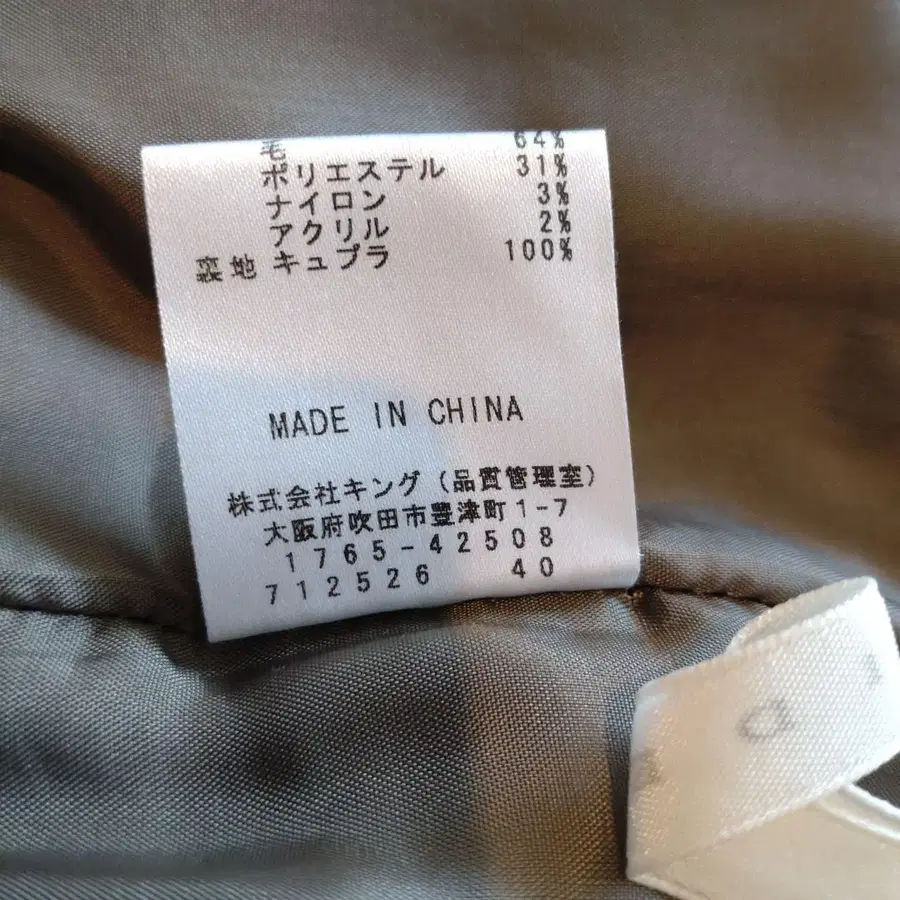 毛 64%
ポリエステル 31%
ナイロン 3%
アクリル 2%
裏地 キュプラ 100%
MADE IN CHINA
株式会社キング (品質管理室)
大阪府吹田市豊津町1-7
1765-42508
712526 40